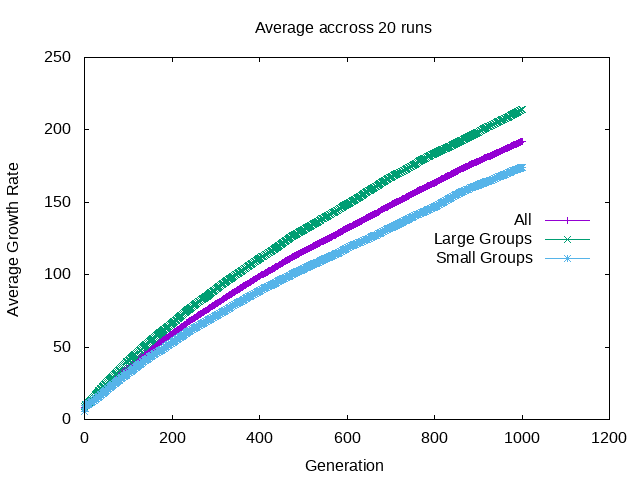 Average accross 20 runs
250
200
150
100
50
0
Average Growth Rate
All
Large Groups
Small Groups
0 200 400 600 800 1000 1200
Generation